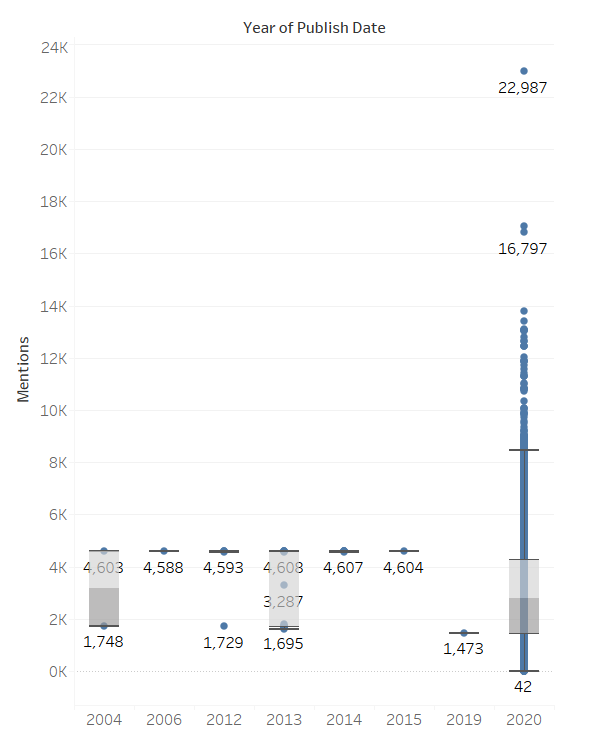 Year of Publish Date
24K
22,987
22K
20K
18K
16,797
16K
14K
12K
Mentions
10K
8K
6K
4K
4,603 4,588 4,593 4,608 4,607 4,604
3,287
2K
1,748 1,729 1,695 1,473
0K
42
2004 2006 2012 2013 2014 2015 2019 2020